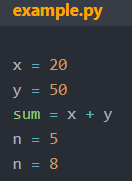 example.py
x = 20
y = 50
sum = x + y
n = 5
n = 8